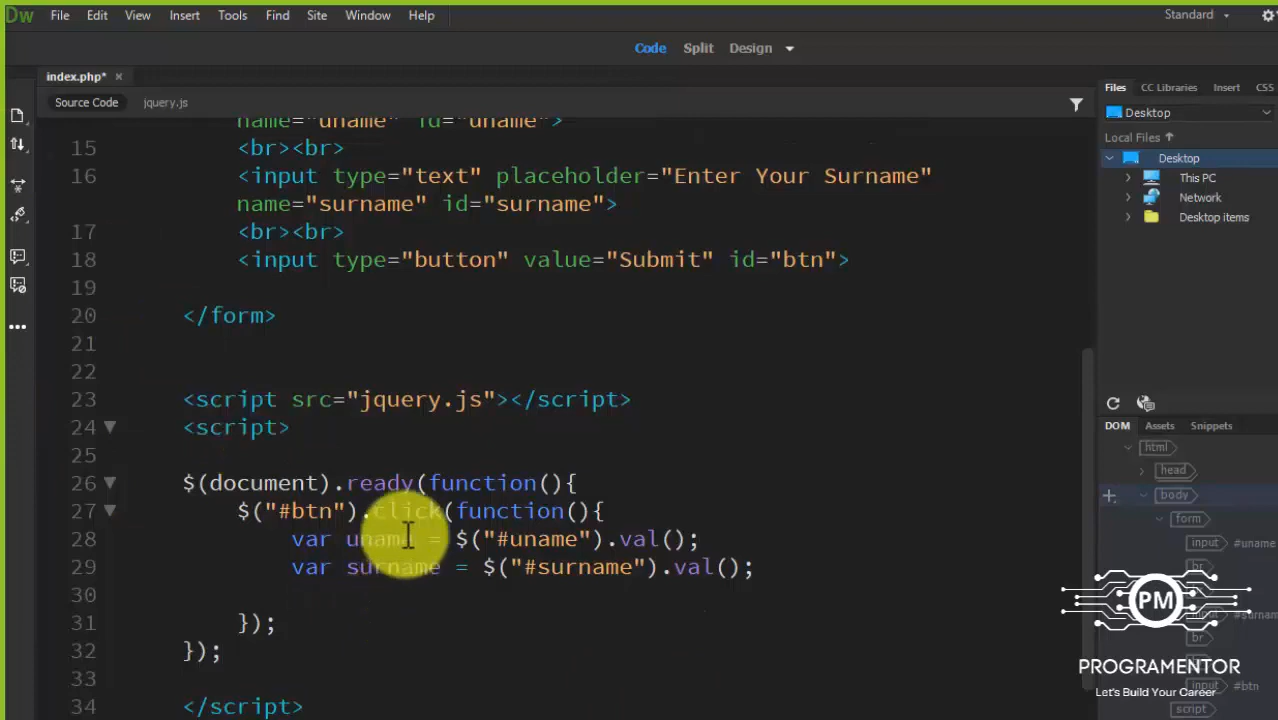 Dw File Edit View Insert Tools Find Site Window Help Standard
Code Split Design
index.php* ×
Files CC Libraries Insert CSS
Source Code jquery.js
Desktop
Local Files
name="uname" id="uname">
15 <br><br>
Desktop
16 <input type="text" placeholder="Enter Your Surname"
This PC
name="surname" id="surname">
Network
17 <br><br>
Desktop items
18 <input type="button" value="Submit" id="btn">
19
20 </form>
21
22
23 <script src="jquery.js"></script>
24 <script>
DOM Assets Snippets
html
25
head
26 $(document).ready(function(){
body
27 $("#btn").click(function(){
form
28 var uname = $("#uname").val();
input #uname
29 var surname = $("#surname").val();
br
30
PM
31 });
input
br
32 });
PROGRAMENTOR
33
input #btn
Let's Build Your Career
34 </script>
script